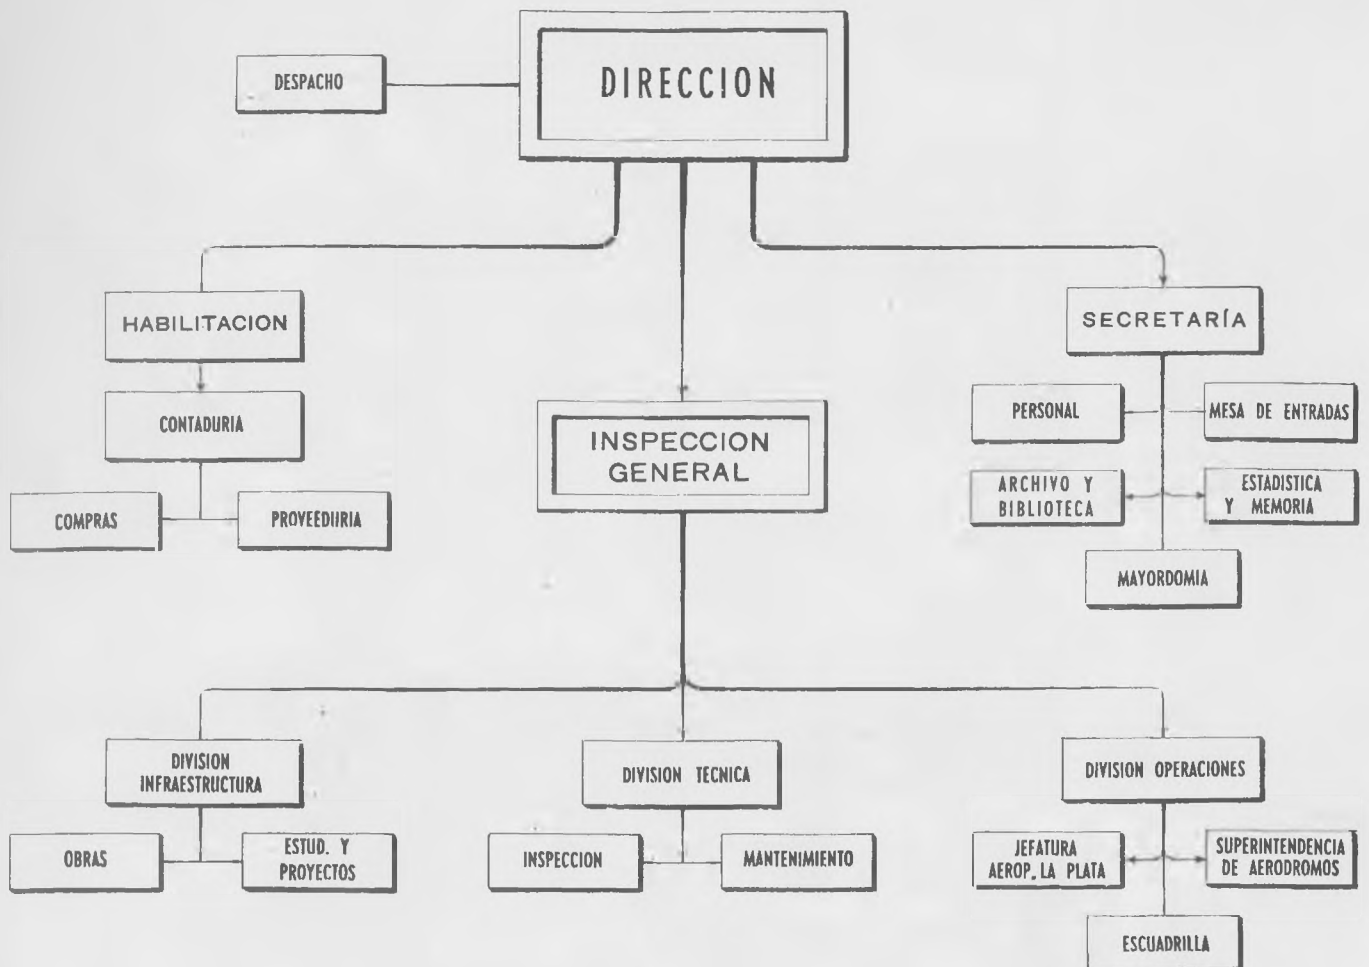 DIRECCION
DESPACHO
HABILITACION
SECRETARÍA
CONTADURIA
PERSONAL
MESA DE ENTRADAS
INSPECCION
GENERAL
ARCHIVO Y
BIBLIOTECA
ESTADISTICA
Y MEMORIA
COMPRAS
PROVEEDURIA
MAYORDOMIA
DIVISION
INFRAESTRUCTURA
DIVISION TECNICA
DIVISION OPERACIONES
OBRAS
ESTUD. Y
PROYECTOS
INSPECCION
MANTENIMIENTO
JEFATURA
AEROP. LA PLATA
SUPERINTENDENCIA
DE AERODROMOS
ESCUADRILLA